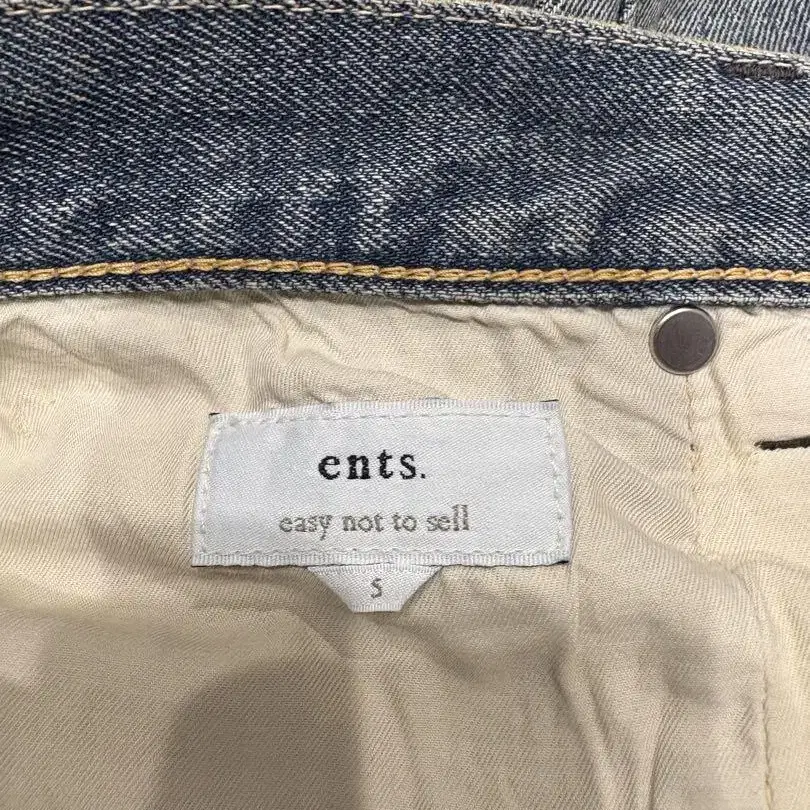 ents.
easy not to sell
S